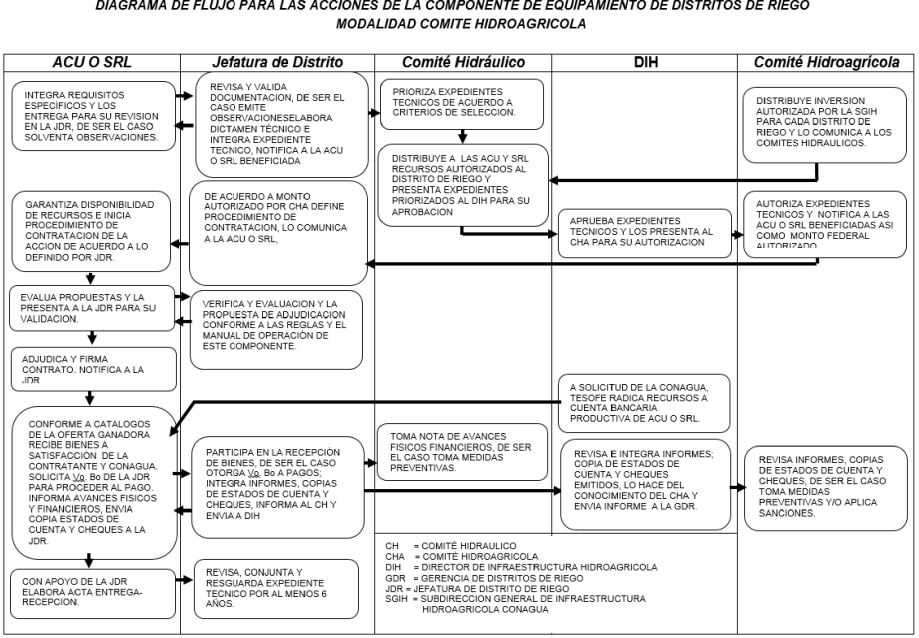 DIAGRAMA DE FLUJO PARA LAS ACCIONES DE LA COMPONENTE DE EQUIPAMIENTO DE DISTRITOS DE RIEGO
MODALIDAD COMITE HIDROAGRICOLA
ACU O SRL
Jefatura de Distrito
Comité Hidráulico
DIH
Comité Hidroagrícola
INTEGRA REQUISITOS
ESPECÍFICOS Y LOS
ENTREGA PARA SU REVISION
EN LA JDR, DE SER EL CASO
SOLVENTA OBSERVACIONES.
REVISA Y VALIDA
DOCUMENTACION, DE SER EL
CASO EMITE
OBSERVACIONESELABORA
DICTAMEN TÉCNICO E
INTEGRA EXPEDIENTE
TECNICO, NOTIFICA A LA ACU
O SRL BENEFICIADA
PRIORIZA EXPEDIENTES
TECNICOS DE ACUERDO A
CRITERIOS DE SELECCION.
DISTRIBUYE INVERSION
AUTORIZADA POR LA SGIH
PARA CADA DISTRITO DE
RIEGO Y LO COMUNICA A LOS
COMITES HIDRAULICOS.
DISTRIBUYE A LAS ACU Y SRL
RECURSOS AUTORIZADOS AL
DISTRITO DE RIEGO Y
PRESENTA EXPEDIENTES
PRIORIZADOS AL DIH PARA SU
APROBACION
GARANTIZA DISPONIBILIDAD
DE RECURSOS E INICIA
PROCEDIMIENTO DE
CONTRATACION DE LA
ACCION DE ACUERDO A LO
DEFINIDO POR JDR.
DE ACUERDO A MONTO
AUTORIZADO POR CHA DEFINE
PROCEDIMIENTO DE
CONTRATACION, LO COMUNICA
A LA ACU O SRL,
APRUEBA EXPEDIENTES
TECNICOS Y LOS PRESENTA AL
CHA PARA SU AUTORIZACION
AUTORIZA EXPEDIENTES
TECNICOS Y NOTIFICA A LAS
ACU O SRL BENEFICIADAS ASI
COMO MONTO FEDERAL
AUTORIZADO
EVALUA PROPUESTAS Y LA
PRESENTA A LA JDR PARA SU
VALIDACION.
VERIFICA Y EVALUACION Y LA
PROPUESTA DE ADJUDICACION
CONFORME A LAS REGLAS Y EL
MANUAL DE OPERACIÓN DE
ESTE COMPONENTE.
ADJUDICA Y FIRMA
CONTRATO. NOTIFICA A LA
JDR
A SOLICITUD DE LA CONAGUA,
TESOFE RADICA RECURSOS A
CUENTA BANCARIA
PRODUCTIVA DE ACU O SRL.
CONFORME A CATALOGOS
DE LA OFERTA GANADORA
RECIBE BIENES A
SATISFACCIÓN DE LA
CONTRATANTE Y CONAGUA.
SOLICITA Vo. Bo DE LA JDR
PARA PROCEDER AL PAGO.
INFORMA AVANCES FISICOS
Y FINANCIEROS, ENVIA
COPIA ESTADOS DE
CUENTA Y CHEQUES A LA
JDR.
PARTICIPA EN LA RECEPCIÓN
DE BIENES, DE SER EL CASO
OTORGA Vo. Bo A PAGOS;
INTEGRA INFORMES, COPIAS
DE ESTADOS DE CUENTA Y
CHEQUES, INFORMA AL CH Y
ENVIA A DIH
TOMA NOTA DE AVANCES
FISICOS FINANCIEROS, DE SER
EL CASO TOMA MEDIDAS
PREVENTIVAS.
REVISA E INTEGRA INFORMES;
COPIA DE ESTADOS DE
CUENTA Y CHEQUES
EMITIDOS, LO HACE DEL
CONOCIMIENTO DEL CHA Y
ENVIA INFORME A LA GDR.
REVISA INFORMES, COPIAS
DE ESTADOS DE CUENTA Y
CHEQUES, DE SER EL CASO
TOMA MEDIDAS
PREVENTIVAS Y/O APLICA
SANCIONES.
CON APOYO DE LA JDR
ELABORA ACTA ENTREGA-
RECEPCION.
REVISA, CONJUNTA Y
RESGUARDA EXPEDIENTE
TECNICO POR AL MENOS 6
AÑOS.
CH = COMITÉ HIDRAULICO
CHA = COMITÉ HIDROAGRICOLA
DIH = DIRECTOR DE INFRAESTRUCTURA HIDROAGRICOLA
GDR = GERENCIA DE DISTRITOS DE RIEGO
JDR = JEFATURA DE DISTRITO DE RIEGO
SGIH = SUBDIRECCION GENERAL DE INFRAESTRUCTURA
HIDROAGRICOLA CONAGUA